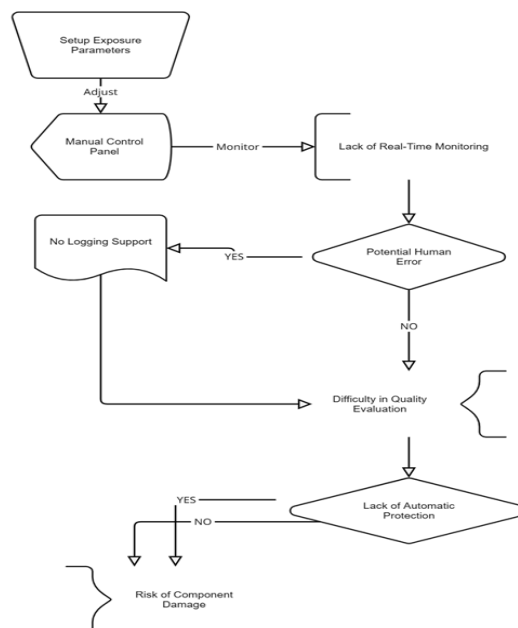 Setup Exposure
Parameters
Adjust
Manual Control
Panel
Monitor
Lack of Real-Time Monitoring
No Logging Support
YES
Potential Human
Error
NO
Difficulty in Quality
Evaluation
YES
Lack of Automatic
Protection
NO
Risk of Component
Damage